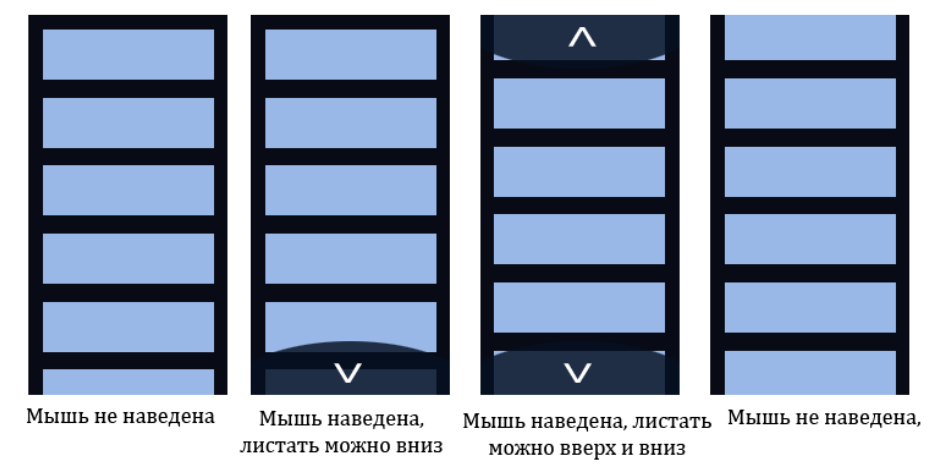 Мышь не наведена
Мышь наведена,
листать можно вниз
Мышь наведена, листать
можно вверх и вниз
Мышь не наведена,